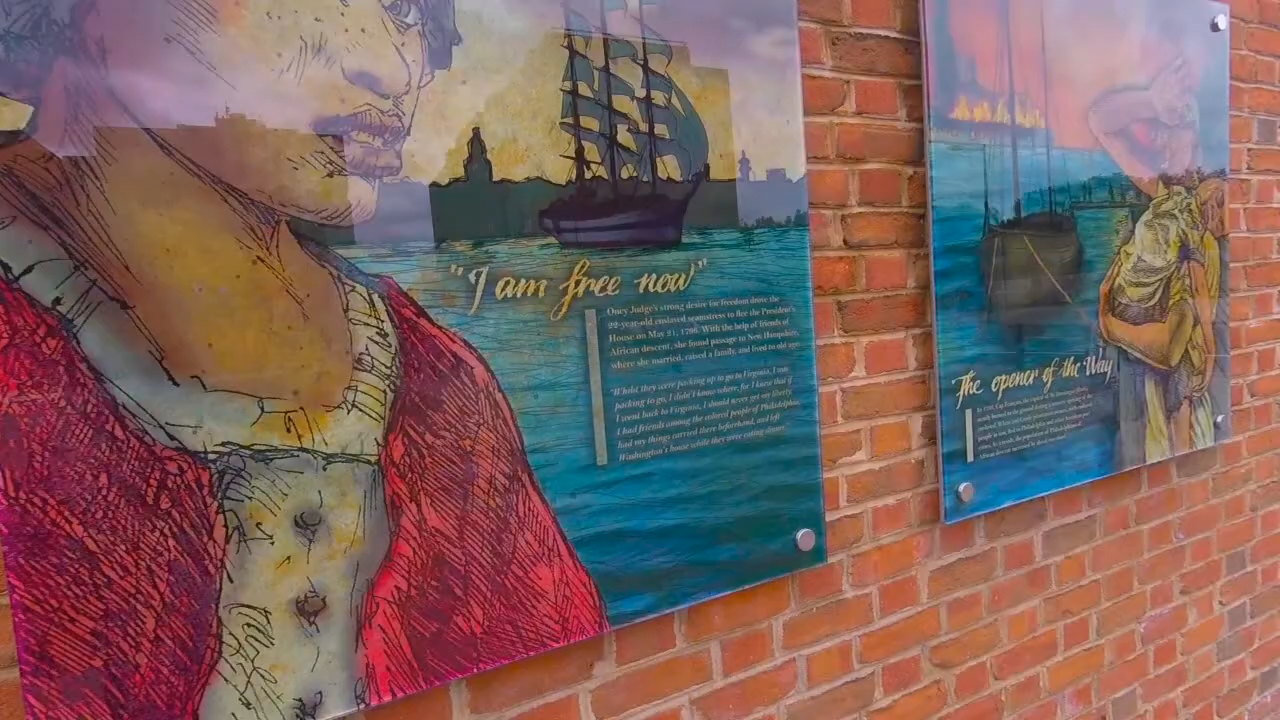 "I am free now"
Oney Judge's strong desire for freedom drove the
22-year-old enslaved seamstress to flee the President's
House on May 21, 1796. With the help of friends of
African descent, she found passage to New Hampshire,
where she married, raised a family, and lived to old age.
"Whilst they were packing up to go to Virginia, I was
packing to go, I didn't know where; for I knew that if
I went back to Virginia, I should never get my liberty.
I had friends among the colored people of Philadelphia,
had my things carried there beforehand, and left
Washington's house while they were eating dinner."
The opener of the Way